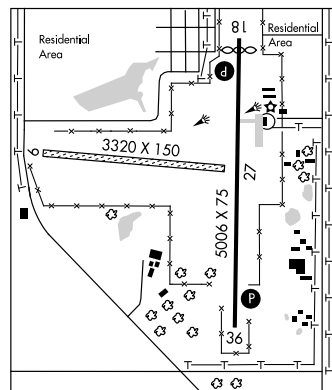 Residential
Area
18
Residential
Area
P
3320 X 150
9
27
5006 X 75
P
36